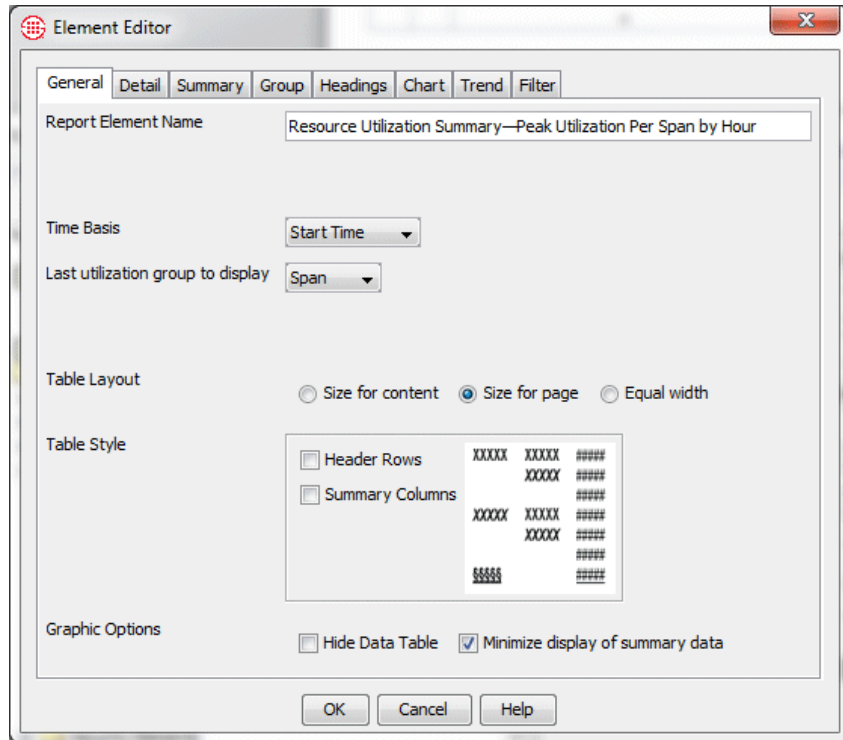 Element Editor
General Detail Summary Group Headings Chart Trend Filter
Report Element Name Resource Utilization Summary—Peak Utilization Per Span by Hour
Time Basis Start Time
Last utilization group to display Span
Table Layout Size for content Size for page Equal width
Table Style
Header Rows XXXXX XXXXX #####
XXXXX #####
Summary Columns #####
XXXXX XXXXX #####
XXXXX #####
#####
§§§§§ #####
Graphic Options Hide Data Table Minimize display of summary data
OK Cancel Help